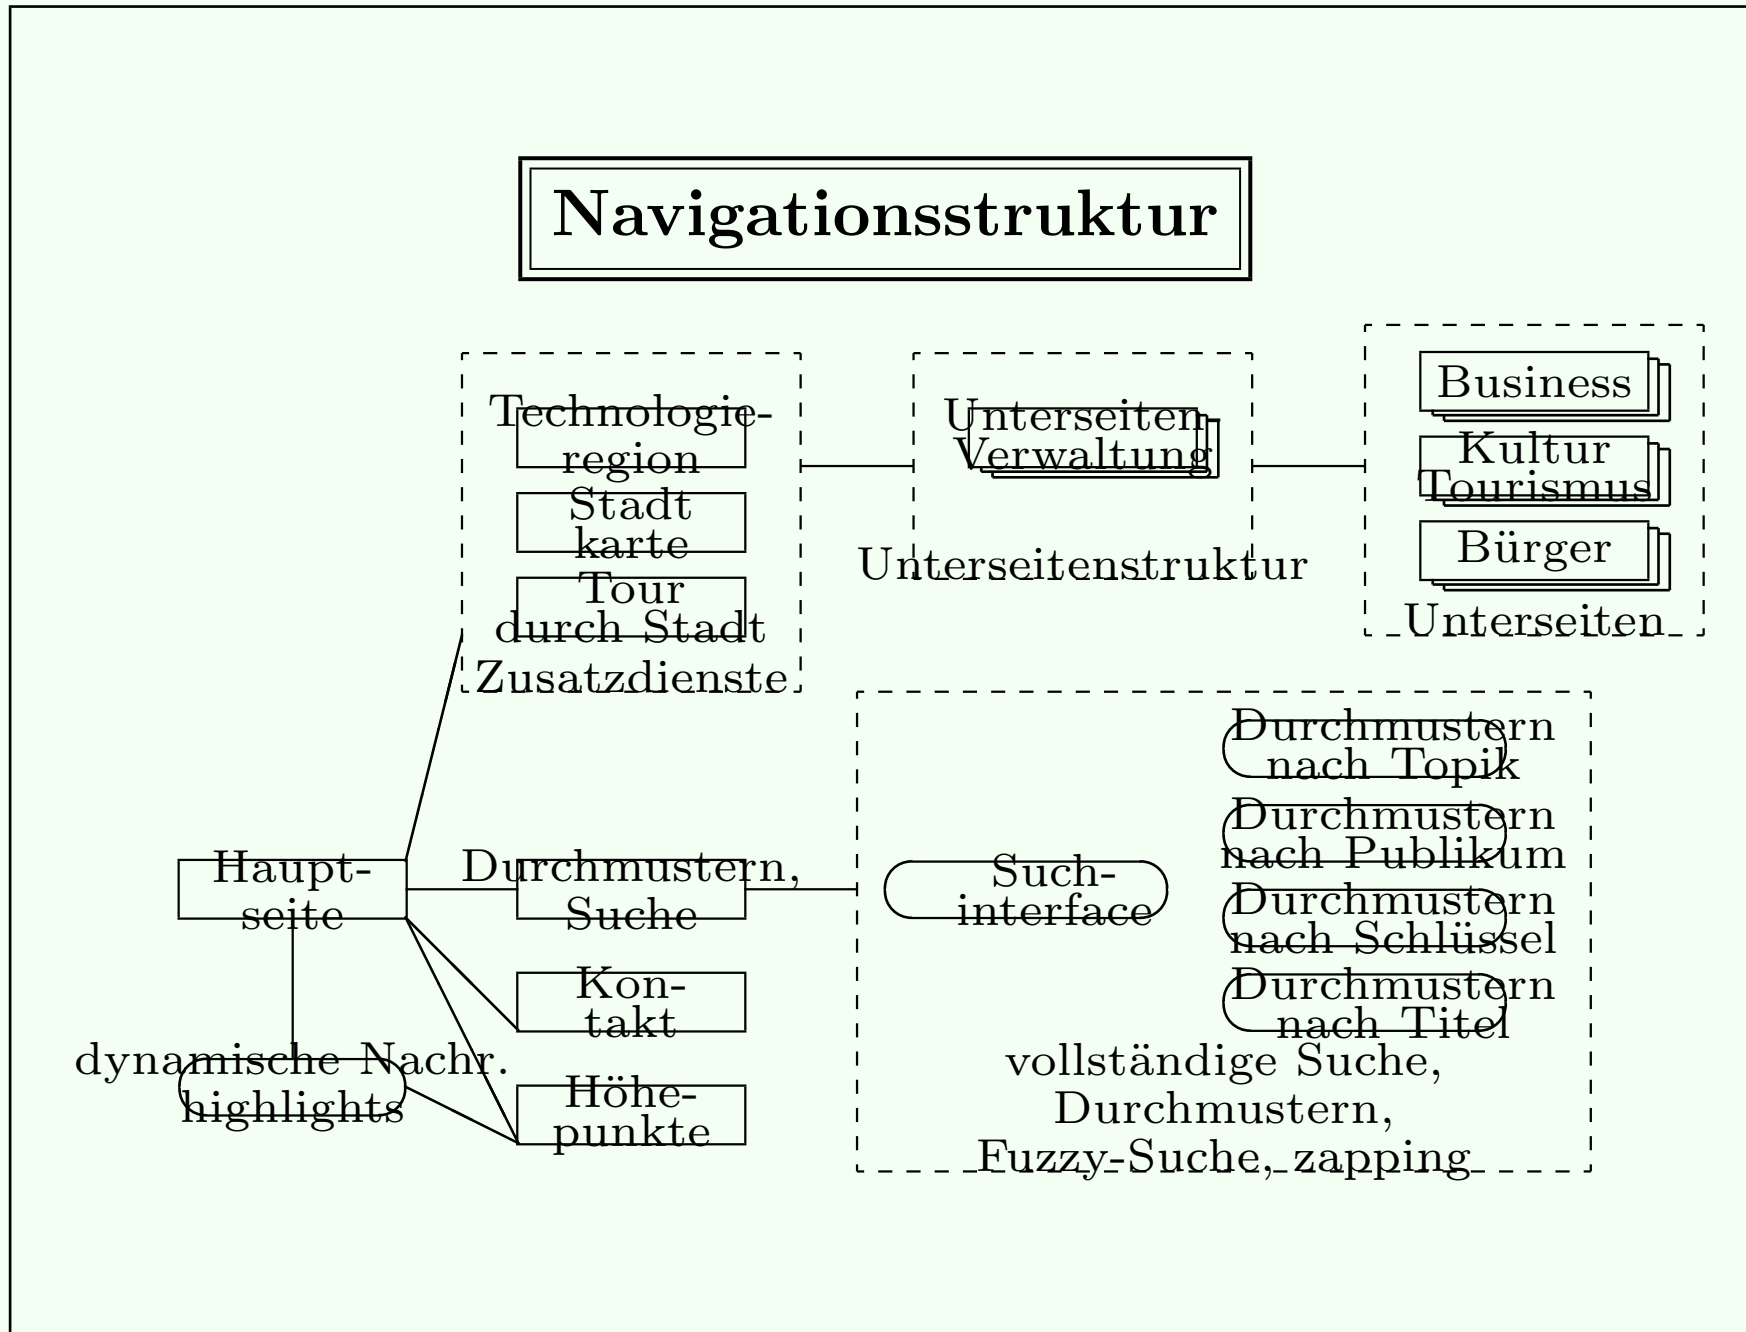 Navigationsstruktur
Technologie-
region
Stadt
karte
Tour
durch Stadt
Zusatzdienste
Unterseiten
Verwaltung
Unterseitenstruktur
Business
Kultur
Tourismus
Bürger
Unterseiten
Haupt-
seite
dynamische Nachr.
highlights
Durchmustern,
Suche
Kon-
takt
Höhe-
punkte
Such-
interface
Durchmustern
nach Topik
Durchmustern
nach Publikum
Durchmustern
nach Schlüssel
Durchmustern
nach Titel
vollständige Suche,
Durchmustern,
Fuzzy-Suche, zapping